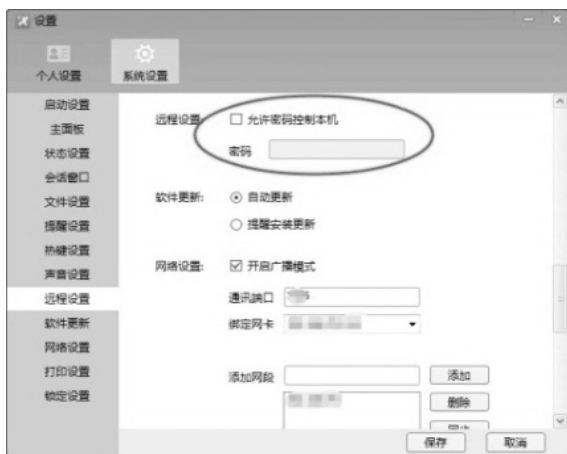 设置
个人设置
系统设置
启动设置
主面板
状态设置
会话窗口
文件设置
提醒设置
热键设置
声音设置
远程设置
软件更新
网络设置
打印设置
锁定设置
远程设置
允许密码控制本机
密码
软件更新:
自动更新
提醒安装更新
网络设置:
开启广播模式
通讯端口
绑定网卡
添加网段
添加
删除
保存
取消